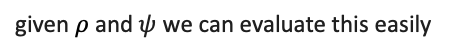 given ρ and ψ we can evaluate this easily